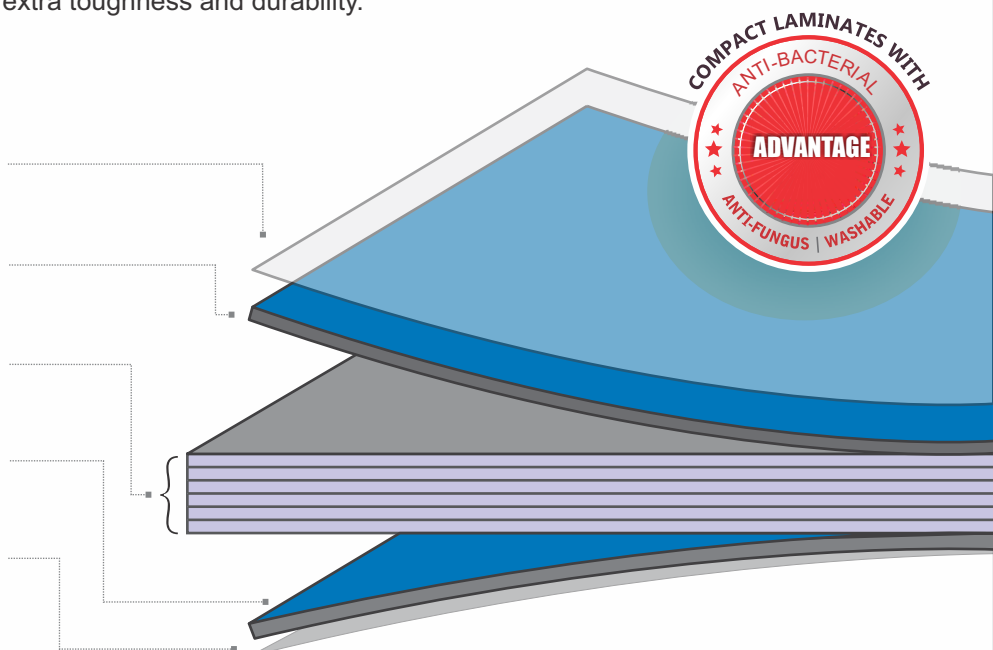 extra toughness and durability.
COMPACT LAMINATES WITH
ANTI-BACTERIAL
ADVANTAGE
ANTI-FUNGUS | WASHABLE